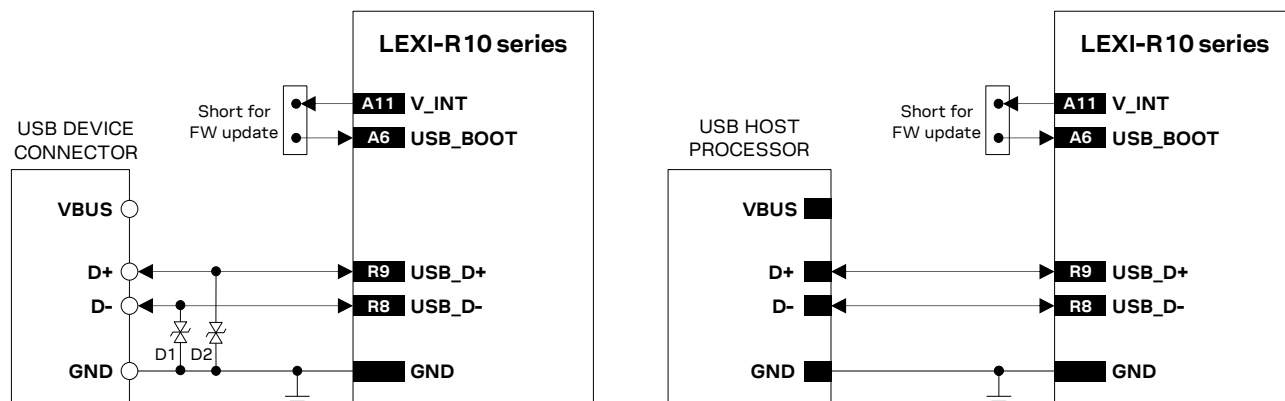 LEXI-R10 series
Short for
FW update
A11 V_INT
A6 USB_BOOT
USB DEVICE
CONNECTOR
VBUS
D+
R9 USB_D+
D-
R8 USB_D-
D1
D2
GND
GND
LEXI-R10 series
Short for
FW update
A11 V_INT
A6 USB_BOOT
USB HOST
PROCESSOR
VBUS
D+
R9 USB_D+
D-
R8 USB_D-
GND
GND